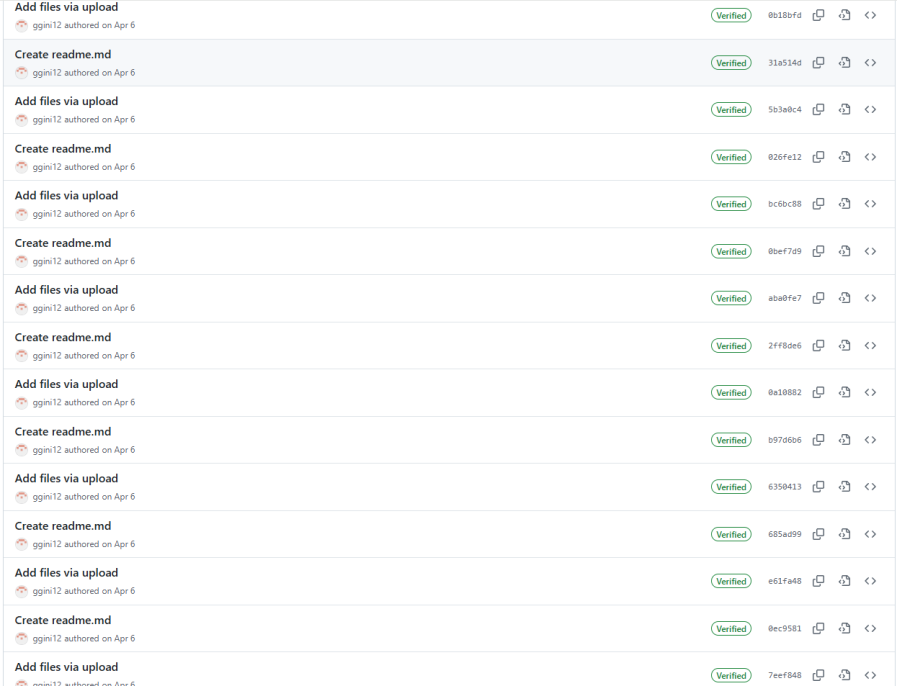 Add files via upload
Verified 0b18bfd
ggini12 authored on Apr 6
Create readme.md
Verified 31a514d
ggini12 authored on Apr 6
Add files via upload
Verified 5b3a0c4
ggini12 authored on Apr 6
Create readme.md
Verified 026fe12
ggini12 authored on Apr 6
Add files via upload
Verified bc6bc88
ggini12 authored on Apr 6
Create readme.md
Verified 0bef7d9
ggini12 authored on Apr 6
Add files via upload
Verified aba0fe7
ggini12 authored on Apr 6
Create readme.md
Verified 2ff8de6
ggini12 authored on Apr 6
Add files via upload
Verified 0a10882
ggini12 authored on Apr 6
Create readme.md
Verified b97d6b6
ggini12 authored on Apr 6
Add files via upload
Verified 6350413
ggini12 authored on Apr 6
Create readme.md
Verified 685ad99
ggini12 authored on Apr 6
Add files via upload
Verified e61fa48
ggini12 authored on Apr 6
Create readme.md
Verified 0ec9581
ggini12 authored on Apr 6
Add files via upload
Verified 7eef848
ggini12 authored on Apr 6